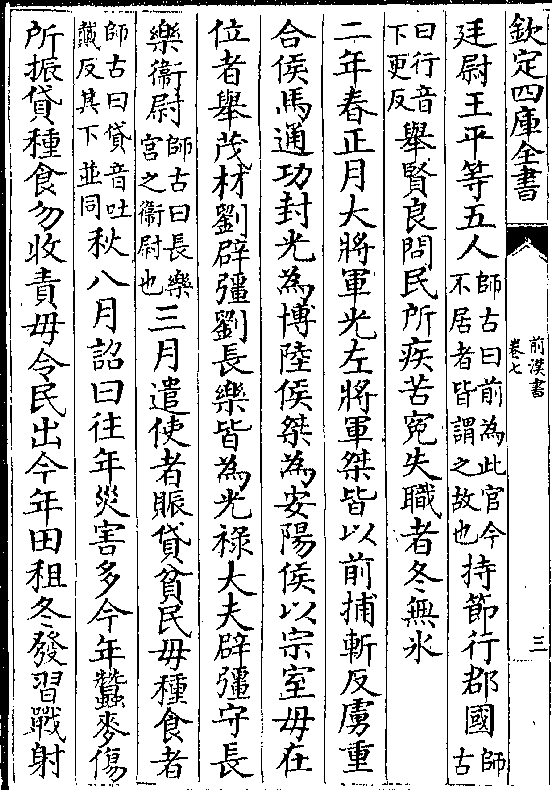 欽定四庫全書
前漢書
卷七
三
廷尉王平等五人師古曰前為此官今不居者皆謂之故也持節行郡國師古
曰行音下更反舉賢良問民所疾苦寃失職者冬無氷
二年春正月大將軍光左將軍桀皆以前捕斬反虜重
合侯馬通功封光為博陸侯桀為安陽侯以宗室毋在
位者舉茂材劉辟彊劉長樂皆為光祿大夫辟彊守長
樂衞尉師古曰長樂宮之衞尉也三月遣使者賑貸貧民毋種食者
師古曰貸音吐戴反其下並同秋八月詔曰往年災害多今年蠶麥傷
所振貸種食勿收責毋令民出今年田租冬發習戰射